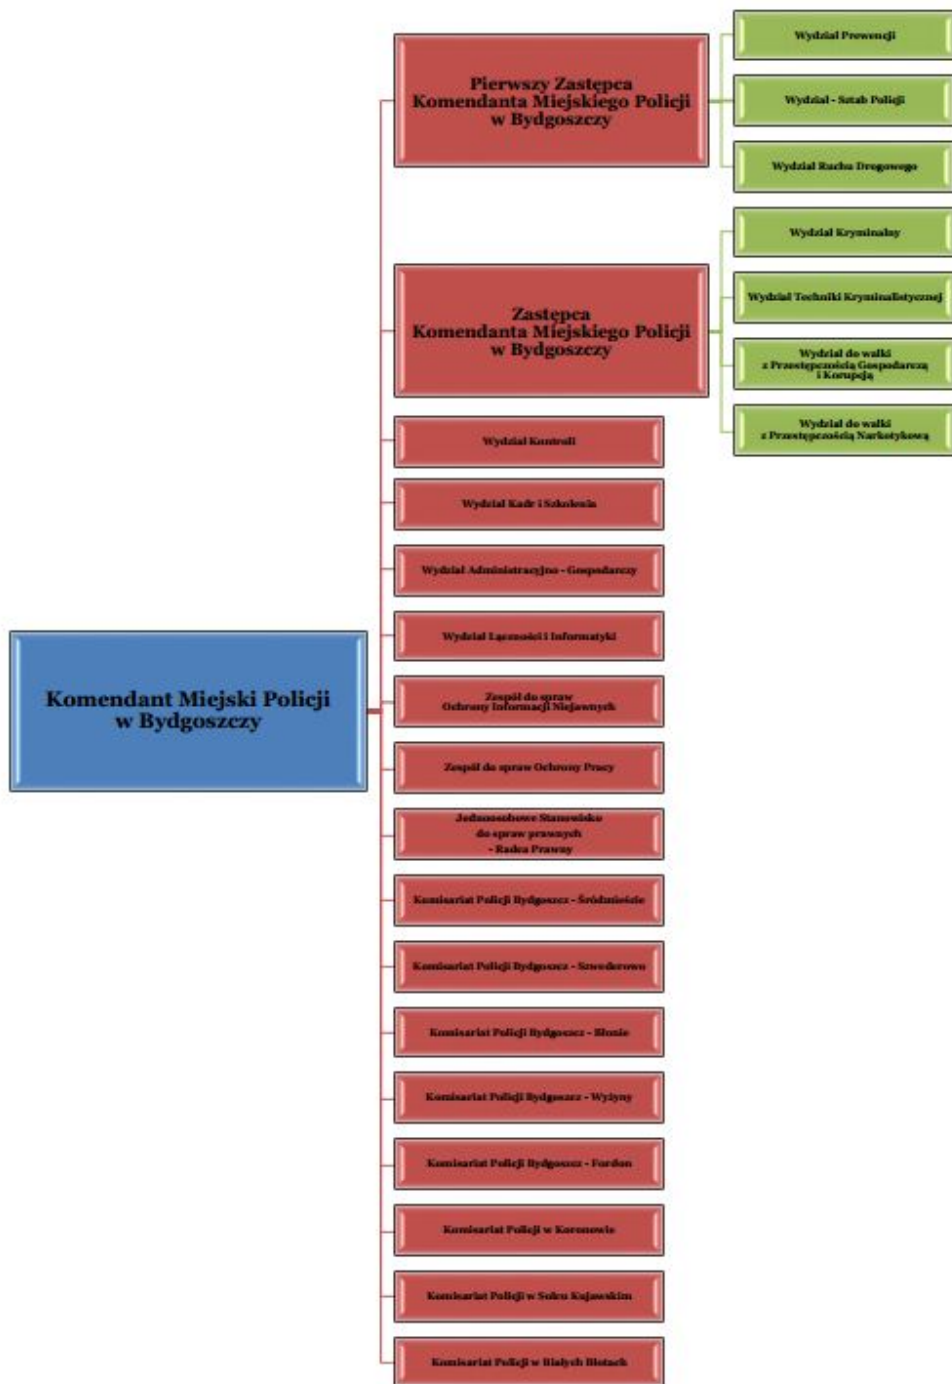 Komendant Miejski Policji
w Bydgoszczy
Pierwszy Zastępca
Komendanta Miejskiego Policji
w Bydgoszczy
Wydział Prewencji
Wydział - Sztab Policji
Wydział Ruchu Drogowego
Zastępca
Komendanta Miejskiego Policji
w Bydgoszczy
Wydział Kryminalny
Wydział Techniki Kryminalistycznej
Wydział do walki
z Przestępczością Gospodarczą
i Korupcją
Wydział do walki
z Przestępczością Narkotykową
Wydział Kontroli
Wydział Kadr i Szkolenia
Wydział Administracyjno - Gospodarczy
Wydział Łączności i Informatyki
Zespół do spraw
Ochrony Informacji Niejawnych
Zespół do spraw Ochrony Pracy
Jednoosobowe Stanowisko
do spraw prawnych
- Radca Prawny
Komisariat Policji Bydgoszcz - Śródmieście
Komisariat Policji Bydgoszcz - Szwederowo
Komisariat Policji Bydgoszcz - Błonie
Komisariat Policji Bydgoszcz - Wyżyny
Komisariat Policji Bydgoszcz - Fordon
Komisariat Policji w Koronowie
Komisariat Policji w Solcu Kujawskim
Komisariat Policji w Białych Błotach